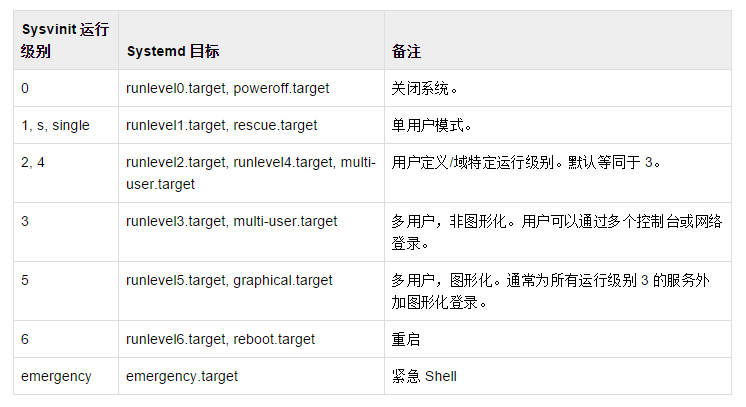 Sysvinit 运行
级别
Systemd 目标
备注
0
runlevel0.target, poweroff.target
关闭系统。
1, s, single
runlevel1.target, rescue.target
单用户模式。
2, 4
runlevel2.target, runlevel4.target, multi-
user.target
用户定义/域特定运行级别。默认等同于 3。
3
runlevel3.target, multi-user.target
多用户，非图形化。用户可以通过多个控制台或网络
登录。
5
runlevel5.target, graphical.target
多用户，图形化。通常为所有运行级别 3 的服务外
加图形化登录。
6
runlevel6.target, reboot.target
重启
emergency
emergency.target
紧急 Shell